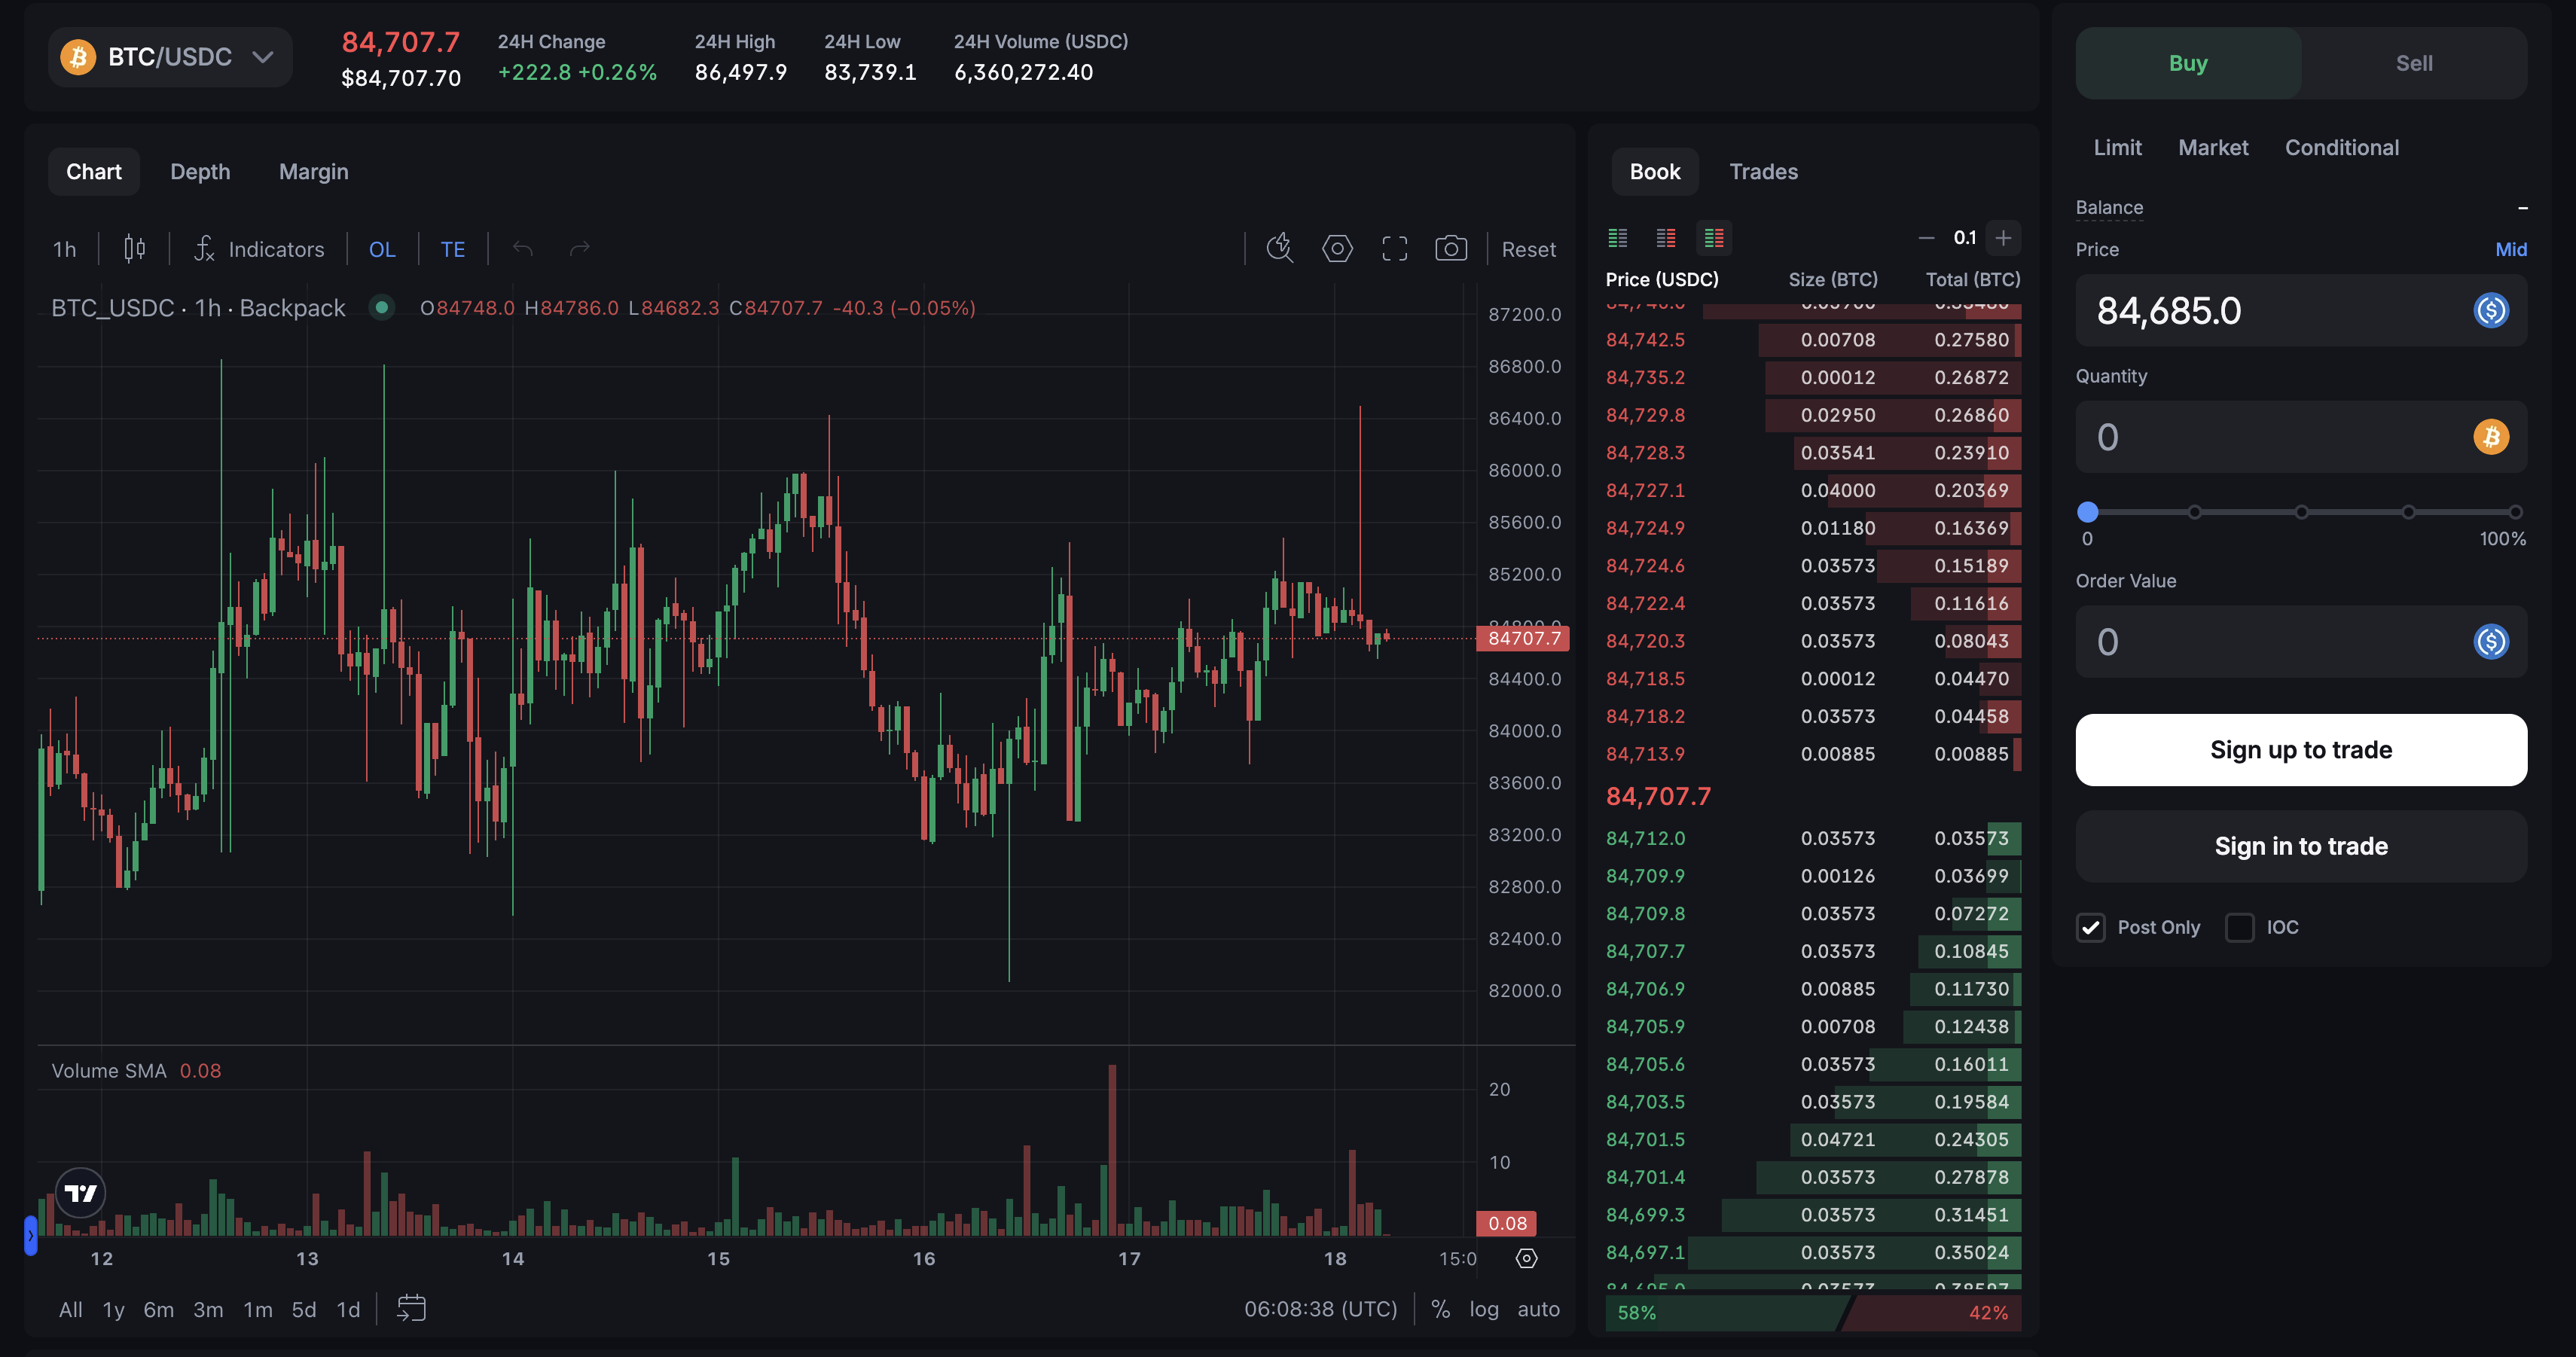 BTC/USDC
84,707.7
$84,707.70
24H Change
+222.8 +0.26%
24H High
86,497.9
24H Low
83,739.1
24H Volume (USDC)
6,360,272.40
Chart Depth Margin
1h Indicators OL TE Reset
BTC_USDC · 1h · Backpack O84748.0 H84786.0 L84682.3 C84707.7 -40.3 (−0.05%)
87200.0
86800.0
86400.0
86000.0
85600.0
85200.0
84707.7
84400.0
84000.0
83600.0
83200.0
82800.0
82400.0
82000.0
Volume SMA 0.08
20
10
0.08
12 13 14 15 16 17 18 15:0
All 1y 6m 3m 1m 5d 1d 06:08:38 (UTC) % log auto
Book Trades
0.1
Price (USDC) Size (BTC) Total (BTC)
84,742.5 0.00708 0.27580
84,735.2 0.00012 0.26872
84,729.8 0.02950 0.26860
84,728.3 0.03541 0.23910
84,727.1 0.04000 0.20369
84,724.9 0.01180 0.16369
84,724.6 0.03573 0.15189
84,722.4 0.03573 0.11616
84,720.3 0.03573 0.08043
84,718.5 0.00012 0.04470
84,718.2 0.03573 0.04458
84,713.9 0.00885 0.00885
84,707.7
84,712.0 0.03573 0.03573
84,709.9 0.00126 0.03699
84,709.8 0.03573 0.07272
84,707.7 0.03573 0.10845
84,706.9 0.00885 0.11730
84,705.9 0.00708 0.12438
84,705.6 0.03573 0.16011
84,703.5 0.03573 0.19584
84,701.5 0.04721 0.24305
84,701.4 0.03573 0.27878
84,699.3 0.03573 0.31451
84,697.1 0.03573 0.35024
58% 42%
Buy Sell
Limit Market Conditional
Balance –
Price Mid
84,685.0
Quantity
0
0 100%
Order Value
0
Sign up to trade
Sign in to trade
Post Only IOC